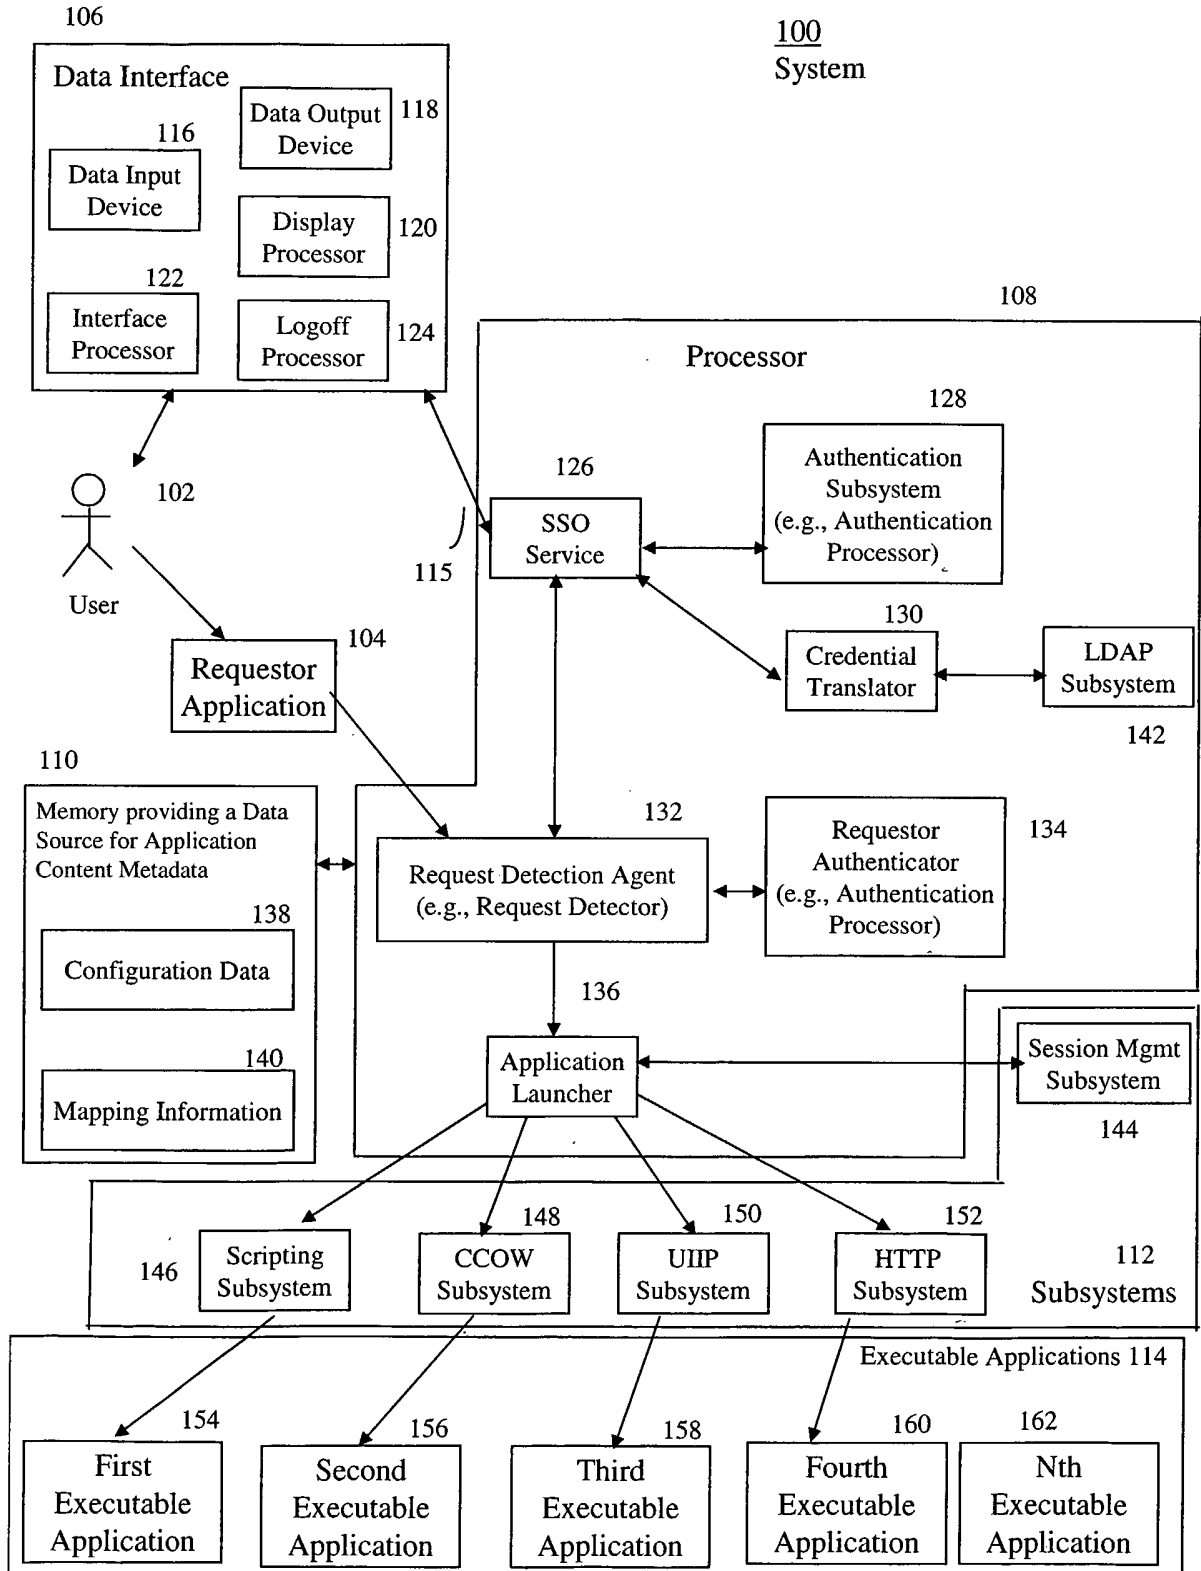 106
100
System
Data Interface
118
Data Output
Device
116
Data Input
Device
120
Display
Processor
122
Interface
Processor
124
Logoff
Processor
108
Processor
128
Authentication
Subsystem
(e.g., Authentication
Processor)
126
SSO
Service
102
115
User
130
Credential
Translator
LDAP
Subsystem
142
104
Requestor
Application
110
Memory providing a Data
Source for Application
Content Metadata
132
Request Detection Agent
(e.g., Request Detector)
134
Requestor
Authenticator
(e.g., Authentication
Processor)
138
Configuration Data
136
Application
Launcher
140
Mapping Information
Session Mgmt
Subsystem
144
146
Scripting
Subsystem
148
CCOW
Subsystem
150
UIIP
Subsystem
152
HTTP
Subsystem
112
Subsystems
Executable Applications 114
154
First
Executable
Application
156
Second
Executable
Application
158
Third
Executable
Application
160
Fourth
Executable
Application
162
Nth
Executable
Application